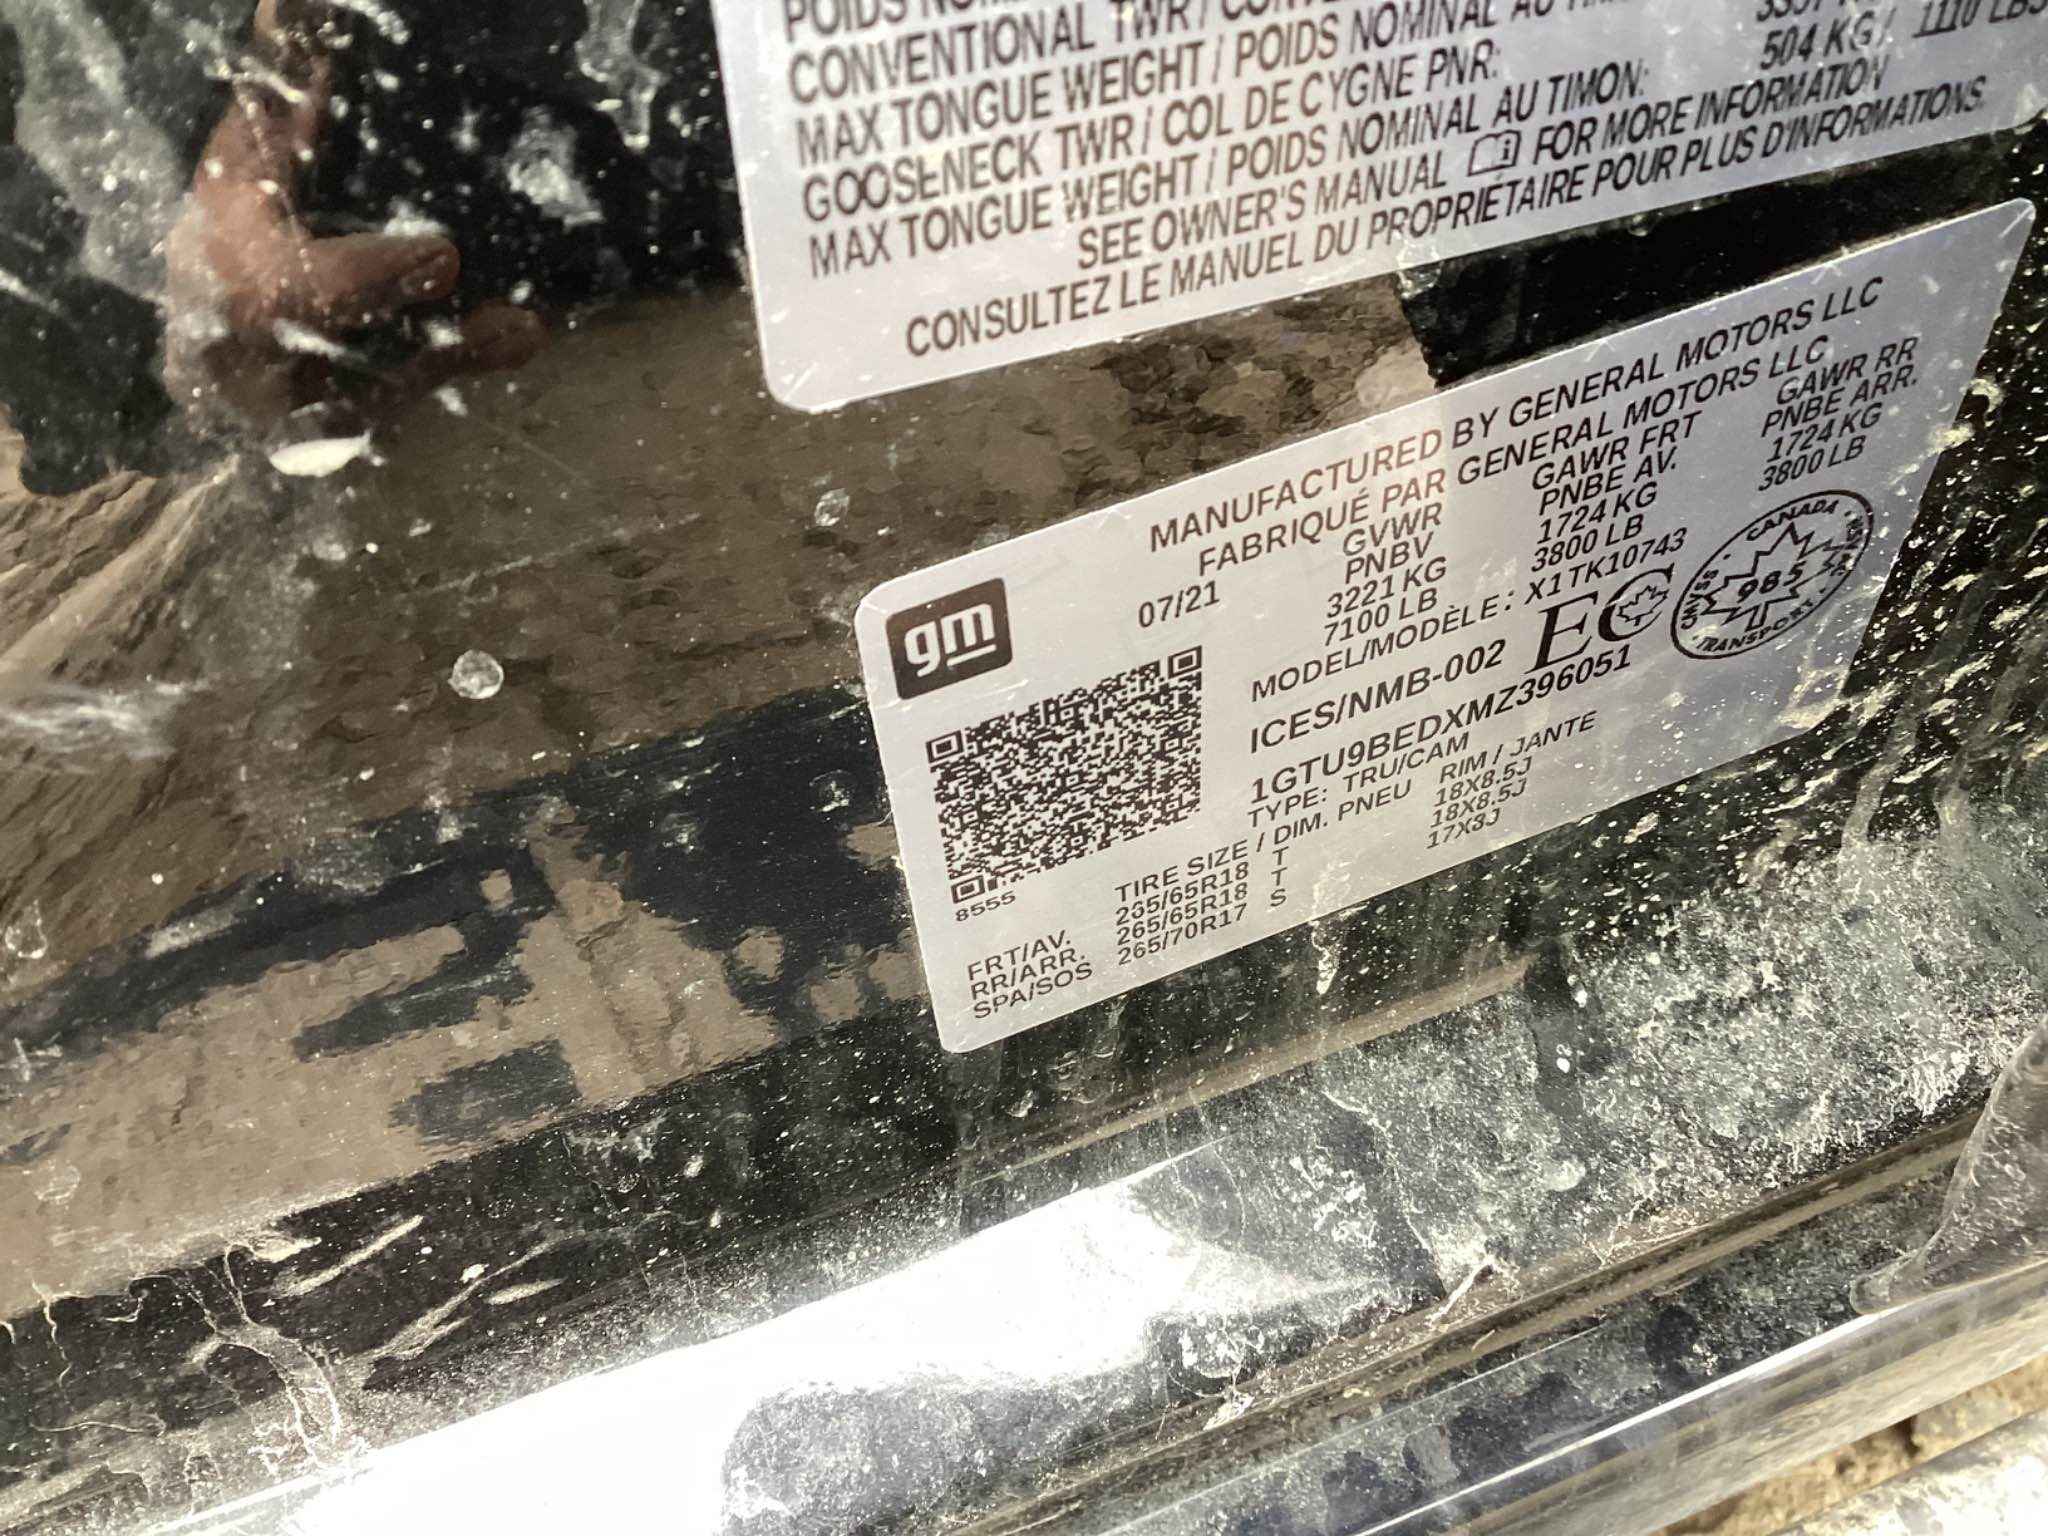 POIDS
CONVENTIONAL TWR /
MAX TONGUE WEIGHT / POIDS NOMINAL AU
GOOSENECK TWR / COL DE CYGNE PNR:
MAX TONGUE WEIGHT / POIDS NOMINAL AU TIMON: 504 KG / 1110 LBS
SEE OWNER'S MANUAL FOR MORE INFORMATION
CONSULTEZ LE MANUEL DU PROPRIÉTAIRE POUR PLUS D'INFORMATIONS.
MANUFACTURED BY GENERAL MOTORS LLC
FABRIQUÉ PAR GENERAL MOTORS LLC
gm
07/21
GVWR GAWR FRT GAWR RR
PNBV PNBE AV. PNBE ARR.
3221 KG 1724 KG 1724 KG
7100 LB 3800 LB 3800 LB
MODEL/MODÈLE: X1TK10743
ICES/NMB-002 EC
CANADA
985
TRANSPORT
1GTU9BEDXMZ396051
TYPE: TRU/CAM
8555
TIRE SIZE / DIM. PNEU RIM / JANTE
FRT/AV. 265/65R18 T 18X8.5J
RR/ARR. 265/65R18 T 18X8.5J
SPA/SOS 265/70R17 S 17X8J